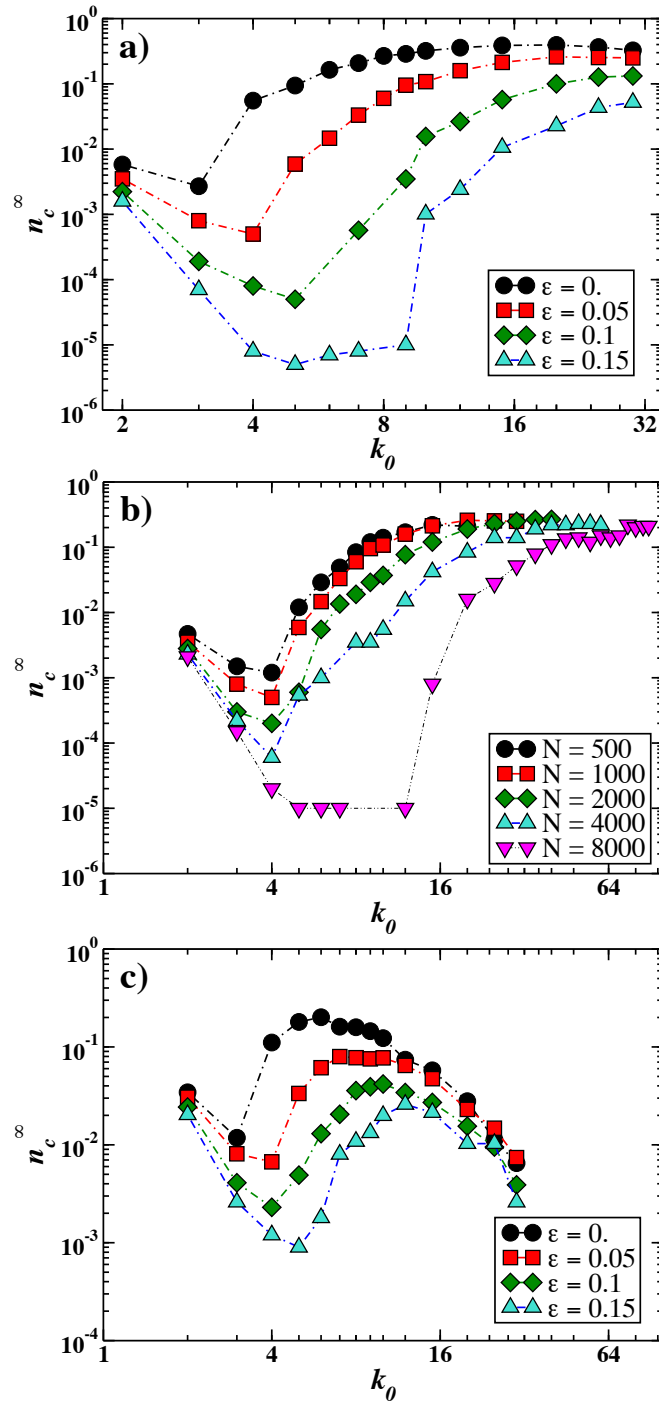 a)
10^0
10^-1
10^-2
10^-3
10^-4
10^-5
10^-6
n_c^∞
2 4 8 16 32
k_0
ε = 0.
ε = 0.05
ε = 0.1
ε = 0.15
b)
10^0
10^-1
10^-2
10^-3
10^-4
10^-5
10^-6
n_c^∞
1 4 16 64
k_0
N = 500
N = 1000
N = 2000
N = 4000
N = 8000
c)
10^0
10^-1
10^-2
10^-3
10^-4
n_c^∞
1 4 16 64
k_0
ε = 0.
ε = 0.05
ε = 0.1
ε = 0.15